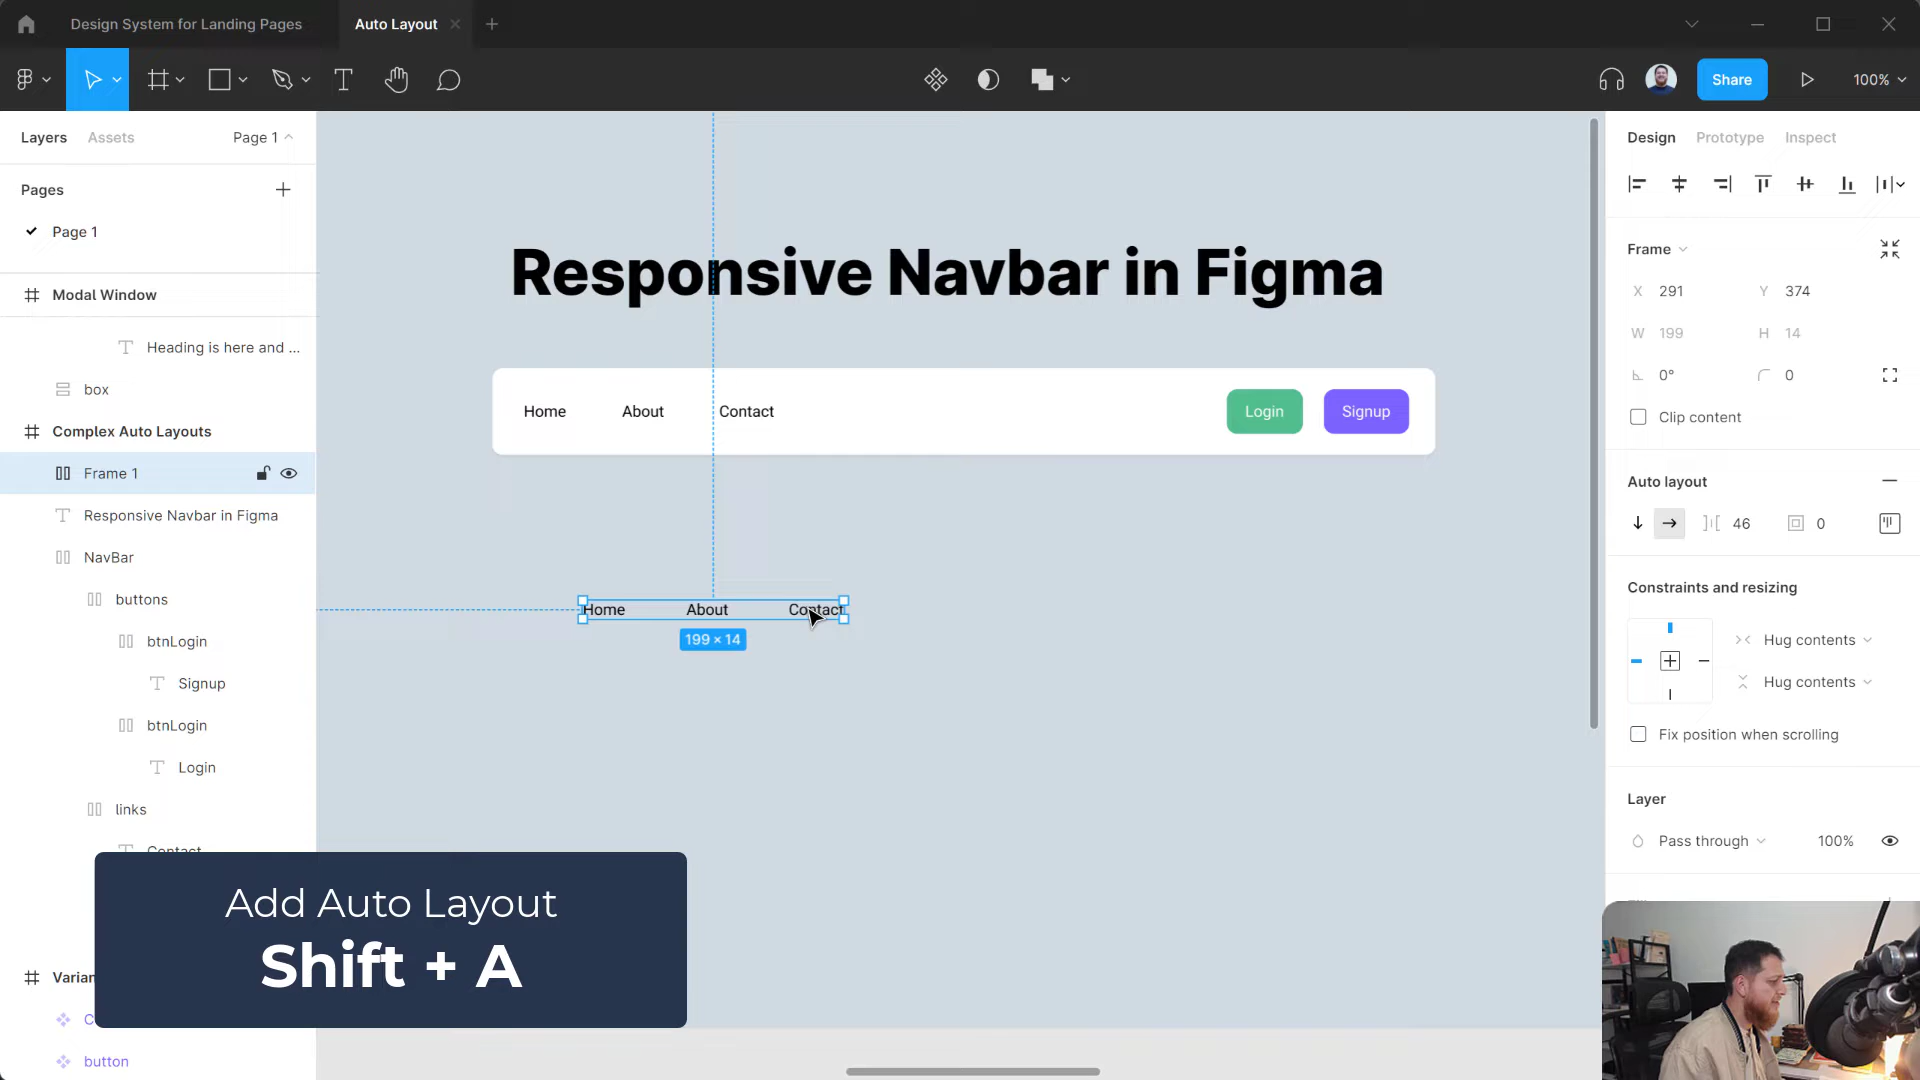 Design System for Landing Pages
Auto Layout
Share
100%
Layers
Assets
Page 1
Pages
Page 1
Modal Window
Heading is here and ...
box
Complex Auto Layouts
Frame 1
Responsive Navbar in Figma
NavBar
buttons
btnLogin
Signup
btnLogin
Login
links
Contact
button
Responsive Navbar in Figma
Home
About
Contact
Login
Signup
Home
About
Contact
199 × 14
Add Auto Layout
Shift + A
Design
Prototype
Inspect
Frame
X 291
Y 374
W 199
H 14
0°
0
Clip content
Auto layout
46
0
Constraints and resizing
Hug contents
Hug contents
Fix position when scrolling
Layer
Pass through
100%